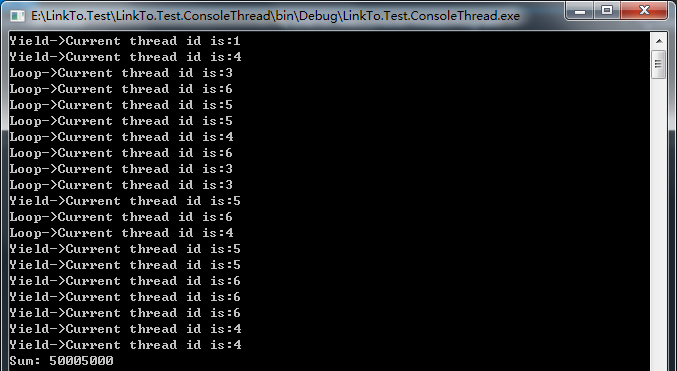 E:\LinkTo.Test\LinkTo.Test.ConsoleThread\bin\Debug\LinkTo.Test.ConsoleThread.exe
Yield->Current thread id is:1
Yield->Current thread id is:4
Loop->Current thread id is:3
Loop->Current thread id is:6
Loop->Current thread id is:5
Loop->Current thread id is:5
Loop->Current thread id is:4
Loop->Current thread id is:6
Loop->Current thread id is:3
Loop->Current thread id is:3
Yield->Current thread id is:5
Loop->Current thread id is:6
Loop->Current thread id is:4
Yield->Current thread id is:5
Yield->Current thread id is:5
Yield->Current thread id is:6
Yield->Current thread id is:6
Yield->Current thread id is:6
Yield->Current thread id is:4
Yield->Current thread id is:4
Sum: 50005000